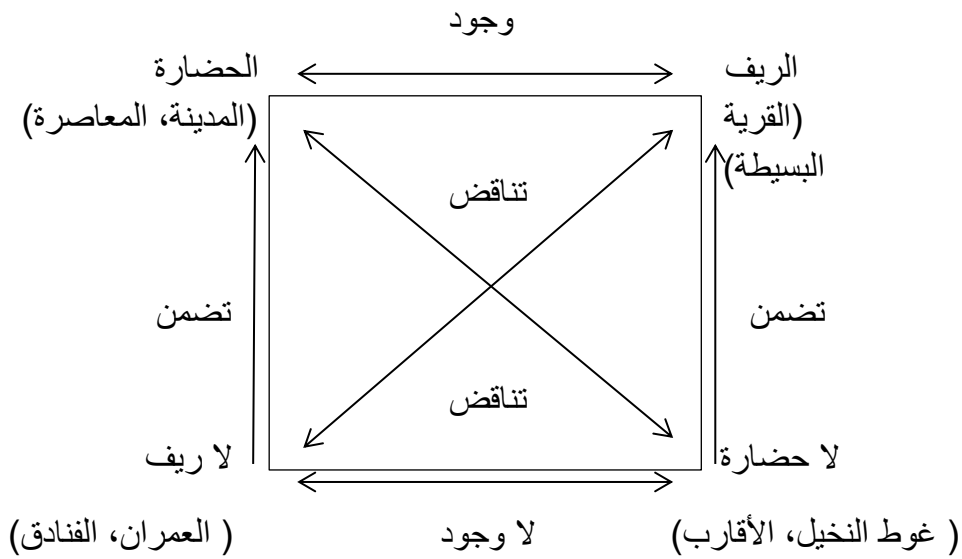 وجود
الريف
الحضارة
(القرية
(المدينة، المعاصرة)
البسيطة)
تناقض
تضمن
تضمن
تناقض
لا حضارة
لا ريف
( غوط النخيل، الأقارب)
لا وجود
( العمران، الفنادق)